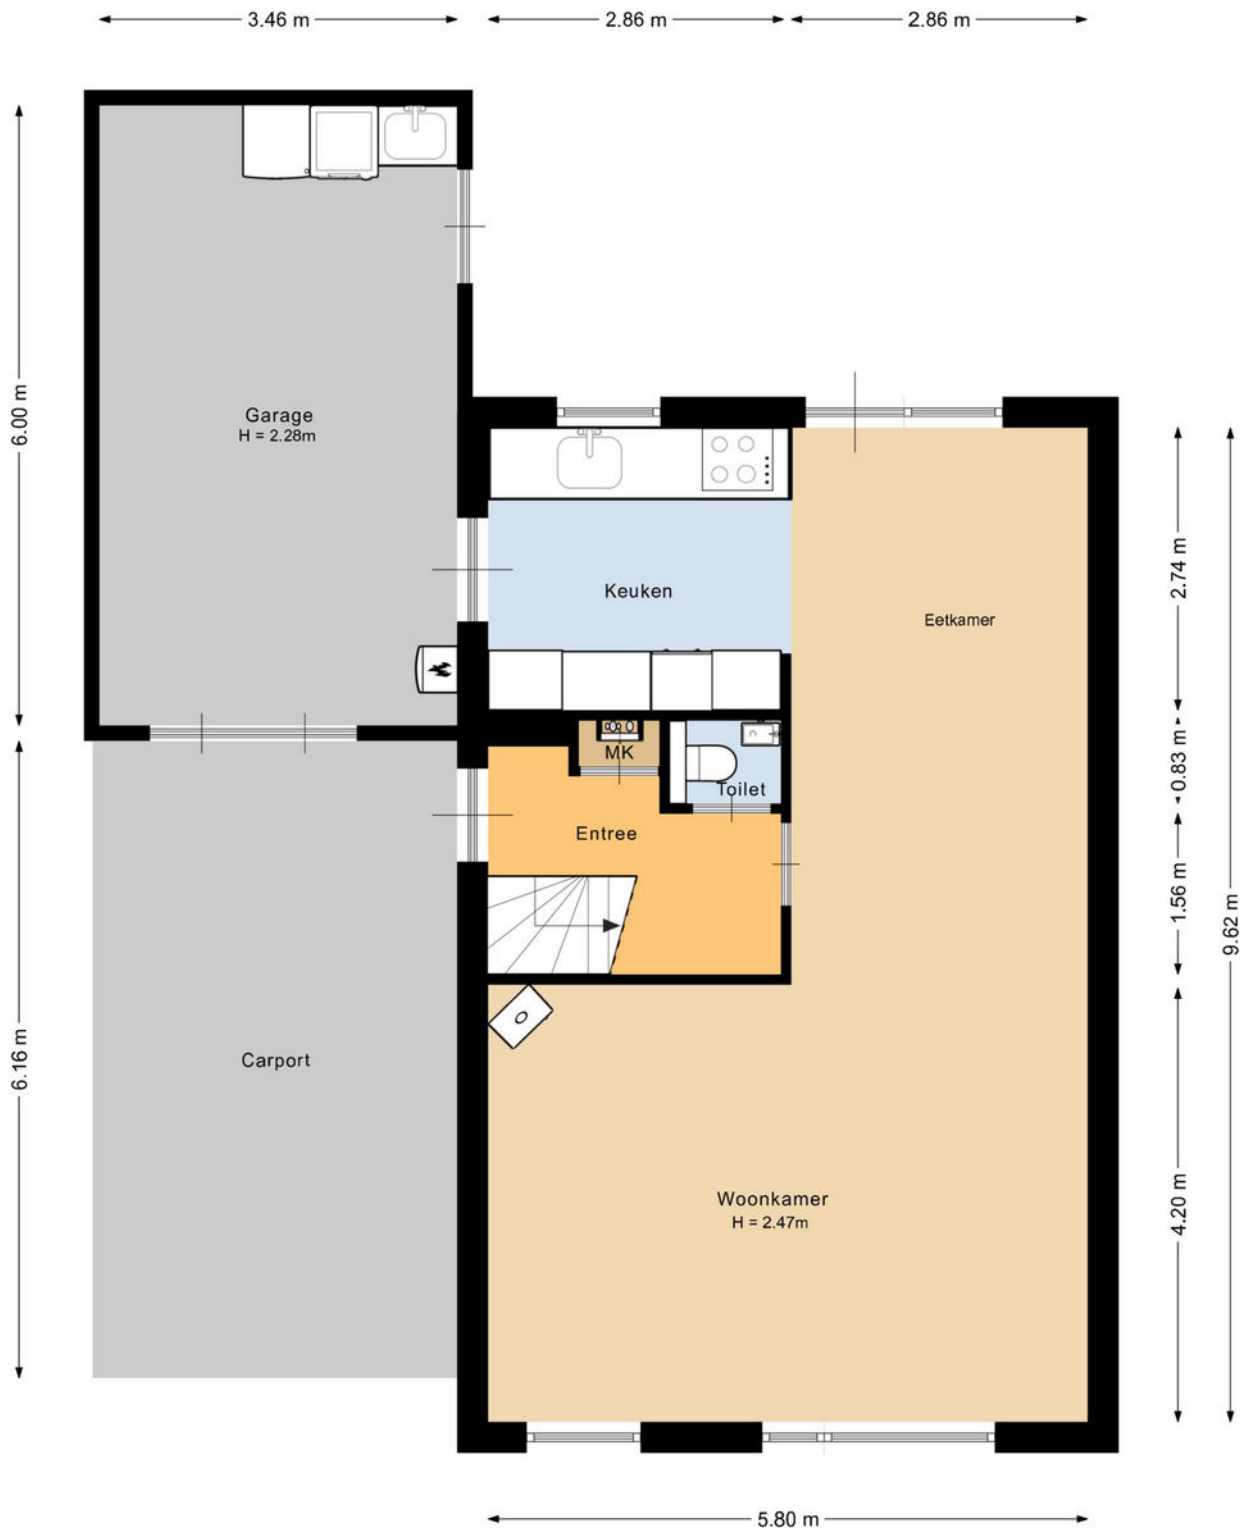 3.46 m
2.86 m
2.86 m
6.00 m
Garage
H = 2.28m
Keuken
2.74 m
Eetkamer
MK
0.83 m
Toilet
Entree
1.56 m
9.62 m
6.16 m
Carport
4.20 m
Woonkamer
H = 2.47m
5.80 m